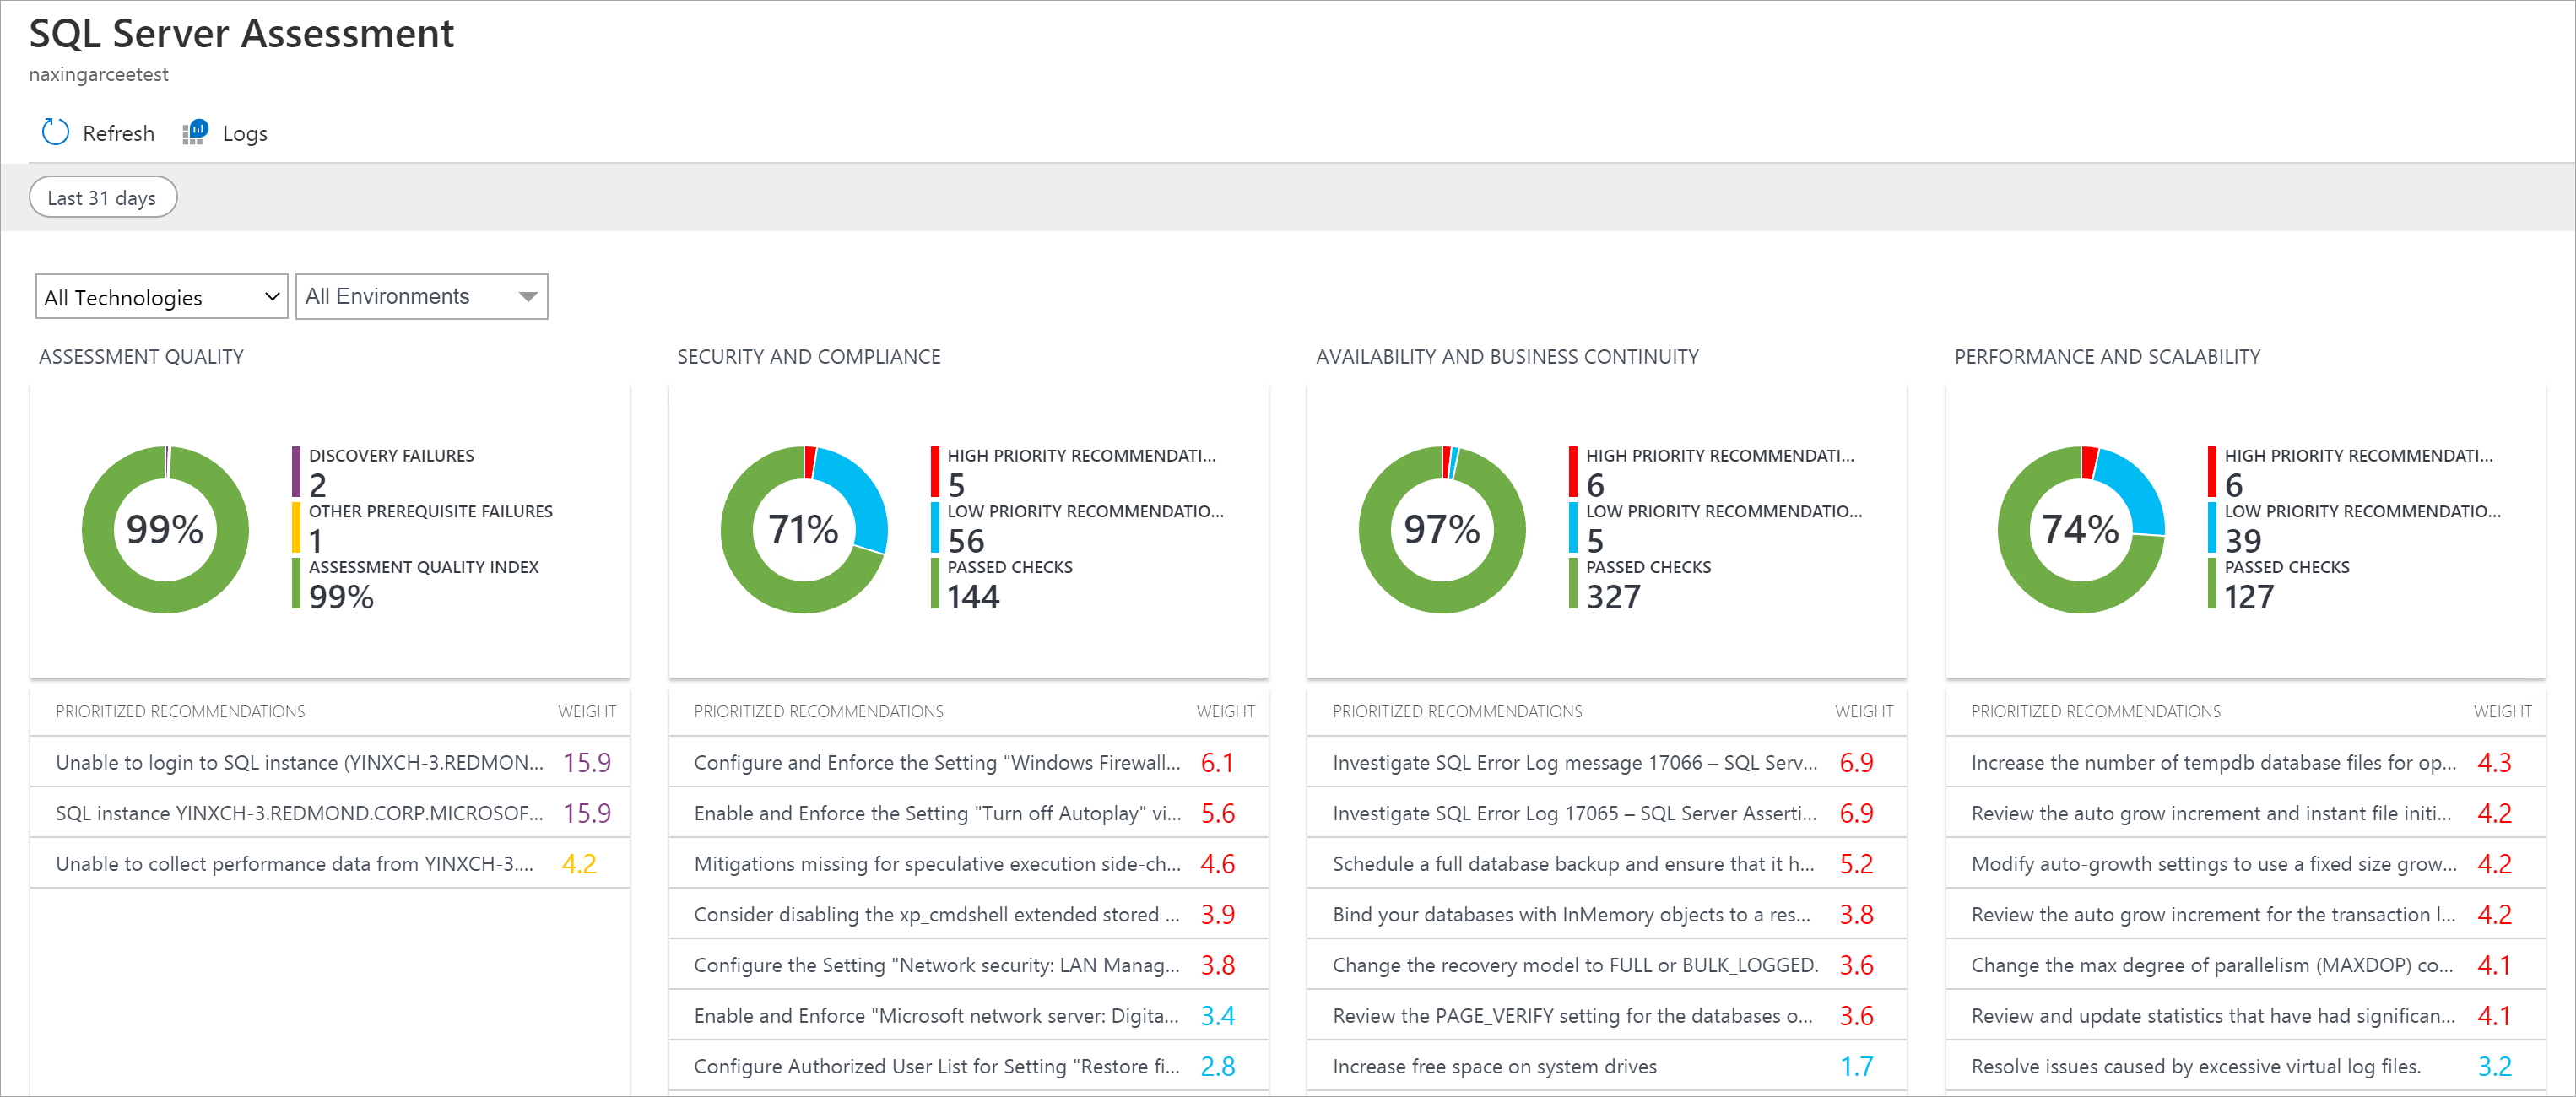 SQL Server Assessment
naxingarceetest
Refresh
Logs
Last 31 days
All Technologies
All Environments
ASSESSMENT QUALITY
99%
DISCOVERY FAILURES
2
OTHER PREREQUISITE FAILURES
1
ASSESSMENT QUALITY INDEX
99%
PRIORITIZED RECOMMENDATIONS WEIGHT
Unable to login to SQL instance (YINXCH-3.REDMON... 15.9
SQL instance YINXCH-3.REDMOND.CORP.MICROSOF... 15.9
Unable to collect performance data from YINXCH-3.... 4.2
SECURITY AND COMPLIANCE
71%
HIGH PRIORITY RECOMMENDATI...
5
LOW PRIORITY RECOMMENDATIO...
56
PASSED CHECKS
144
PRIORITIZED RECOMMENDATIONS WEIGHT
Configure and Enforce the Setting "Windows Firewall... 6.1
Enable and Enforce the Setting "Turn off Autoplay" vi... 5.6
Mitigations missing for speculative execution side-ch... 4.6
Consider disabling the xp_cmdshell extended stored ... 3.9
Configure the Setting "Network security: LAN Manag... 3.8
Enable and Enforce "Microsoft network server: Digita... 3.4
Configure Authorized User List for Setting "Restore fi... 2.8
AVAILABILITY AND BUSINESS CONTINUITY
97%
HIGH PRIORITY RECOMMENDATI...
6
LOW PRIORITY RECOMMENDATIO...
5
PASSED CHECKS
327
PRIORITIZED RECOMMENDATIONS WEIGHT
Investigate SQL Error Log message 17066 – SQL Serv... 6.9
Investigate SQL Error Log 17065 – SQL Server Asserti... 6.9
Schedule a full database backup and ensure that it h... 5.2
Bind your databases with InMemory objects to a res... 3.8
Change the recovery model to FULL or BULK_LOGGED. 3.6
Review the PAGE_VERIFY setting for the databases o... 3.6
Increase free space on system drives 1.7
PERFORMANCE AND SCALABILITY
74%
HIGH PRIORITY RECOMMENDATI...
6
LOW PRIORITY RECOMMENDATIO...
39
PASSED CHECKS
127
PRIORITIZED RECOMMENDATIONS WEIGHT
Increase the number of tempdb database files for op... 4.3
Review the auto grow increment and instant file initi... 4.2
Modify auto-growth settings to use a fixed size grow... 4.2
Review the auto grow increment for the transaction l... 4.2
Change the max degree of parallelism (MAXDOP) co... 4.1
Review and update statistics that have had significan... 4.1
Resolve issues caused by excessive virtual log files. 3.2